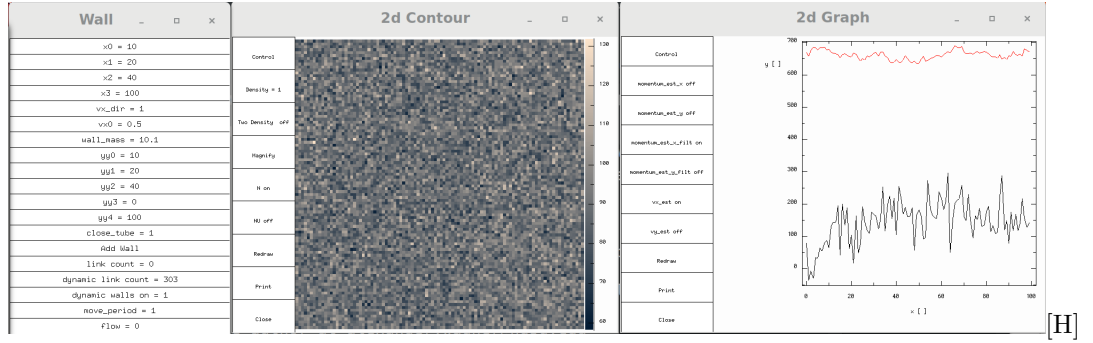 Wall
x0 = 10
x1 = 20
x2 = 40
x3 = 100
vx_dir = 1
vx0 = 0.5
wall_mass = 10.1
yy0 = 10
yy1 = 20
yy2 = 40
yy3 = 0
yy4 = 100
close_tube = 1
Add Wall
link count = 0
dynamic link count = 303
dynamic walls on = 1
move_period = 1
flow = 0
2d Contour
Control
Density = 1
Two Density off
Magnify
N on
NU off
Redraw
Print
Close
130
120
110
100
90
80
70
60
2d Graph
Control
momentum_est_x off
momentum_est_y off
momentum_est_x_filt on
momentum_est_y_filt off
vx_est on
vy_est off
Redraw
Print
Close
y [ ]
700
600
500
400
300
200
100
0
0 20 40 60 80 100
x [ ]
[H]